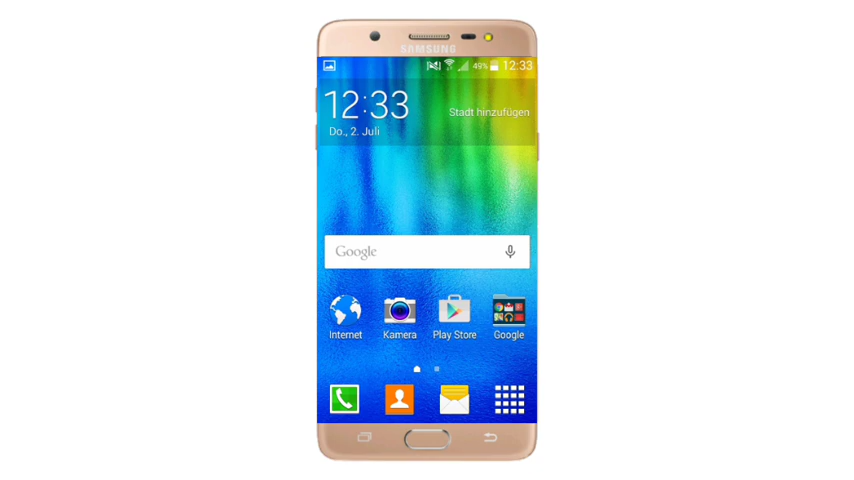 SAMSUNG
49% 12:33
12:33
Stadt hinzufügen
Do., 2. Juli
Google
Internet Kamera Play Store Google